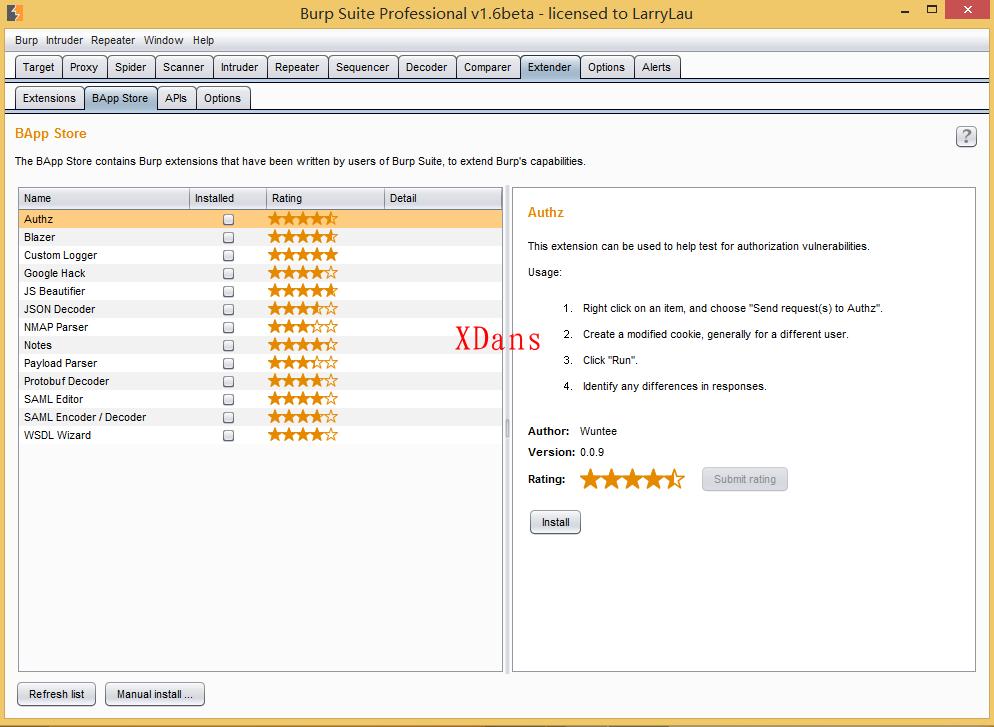 Burp Suite Professional v1.6beta - licensed to LarryLau
Burp Intruder Repeater Window Help
Target Proxy Spider Scanner Intruder Repeater Sequencer Decoder Comparer Extender Options Alerts
Extensions BApp Store APIs Options
BApp Store
?
The BApp Store contains Burp extensions that have been written by users of Burp Suite, to extend Burp's capabilities.
Name Installed Rating Detail
Authz
Blazer
Custom Logger
Google Hack
JS Beautifier
JSON Decoder
NMAP Parser
Notes
Payload Parser
Protobuf Decoder
SAML Editor
SAML Encoder / Decoder
WSDL Wizard
XDans
Authz
This extension can be used to help test for authorization vulnerabilities.
Usage:
1. Right click on an item, and choose "Send request(s) to Authz".
2. Create a modified cookie, generally for a different user.
3. Click "Run".
4. Identify any differences in responses.
Author: Wuntee
Version: 0.0.9
Rating: Submit rating
Install
Refresh list Manual install ...